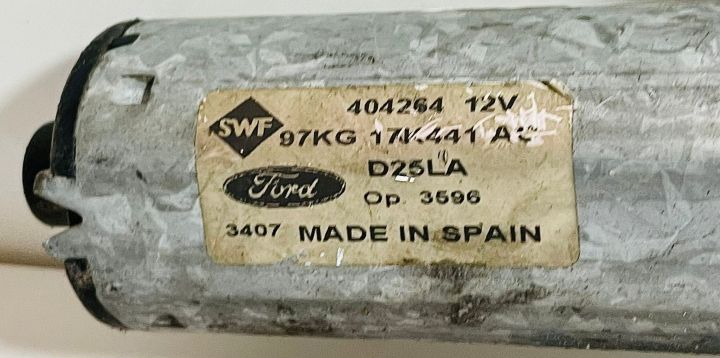 404264 12V
SWF
97KG 17K441
D25LA
Ford
Op. 3596
3407 MADE IN SPAIN